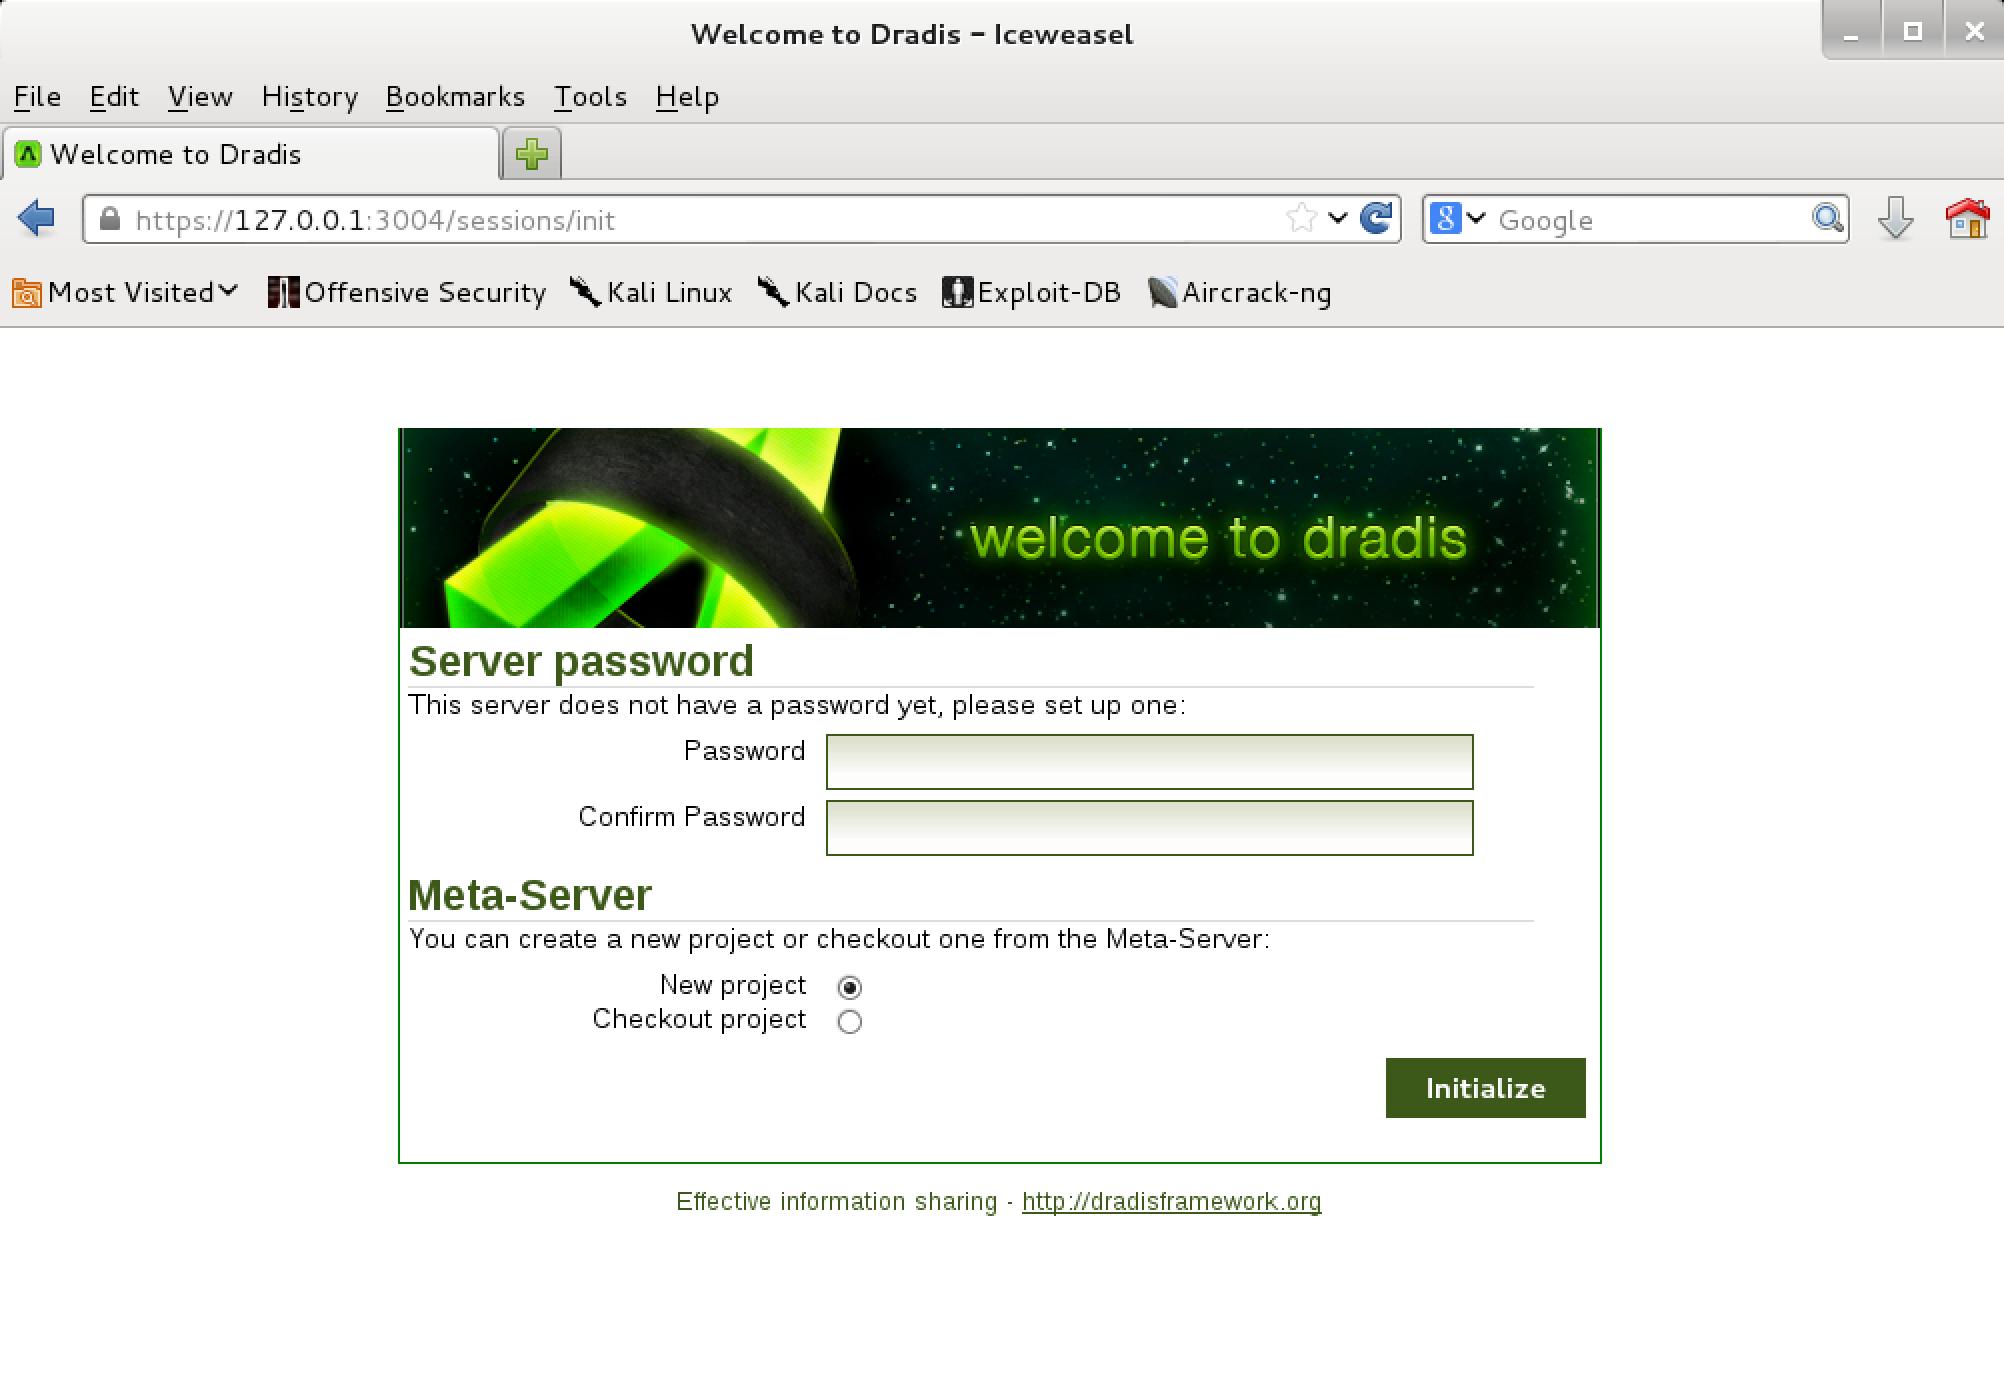 Welcome to Dradis - Iceweasel
File Edit View History Bookmarks Tools Help
Welcome to Dradis
https://127.0.0.1:3004/sessions/init
8 Google
Most Visited Offensive Security Kali Linux Kali Docs Exploit-DB Aircrack-ng
welcome to dradis
Server password
This server does not have a password yet, please set up one:
Password
Confirm Password
Meta-Server
You can create a new project or checkout one from the Meta-Server:
New project
Checkout project
Initialize
Effective information sharing - http://dradisframework.org